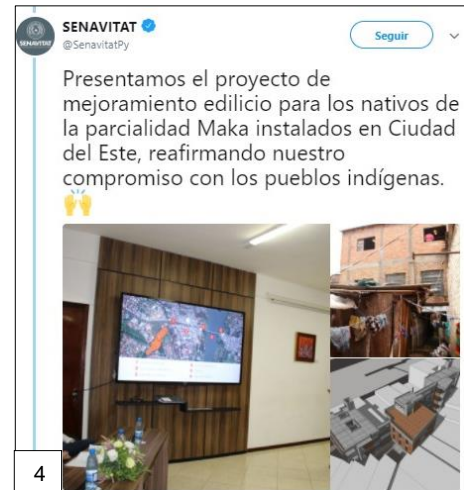 SENAVITAT
SENAVITAT
@SenavitatPy
Seguir
Presentamos el proyecto de
mejoramiento edilicio para los nativos de
la parcialidad Maka instalados en Ciudad
del Este, reafirmando nuestro
compromiso con los pueblos indígenas.
🙌
4